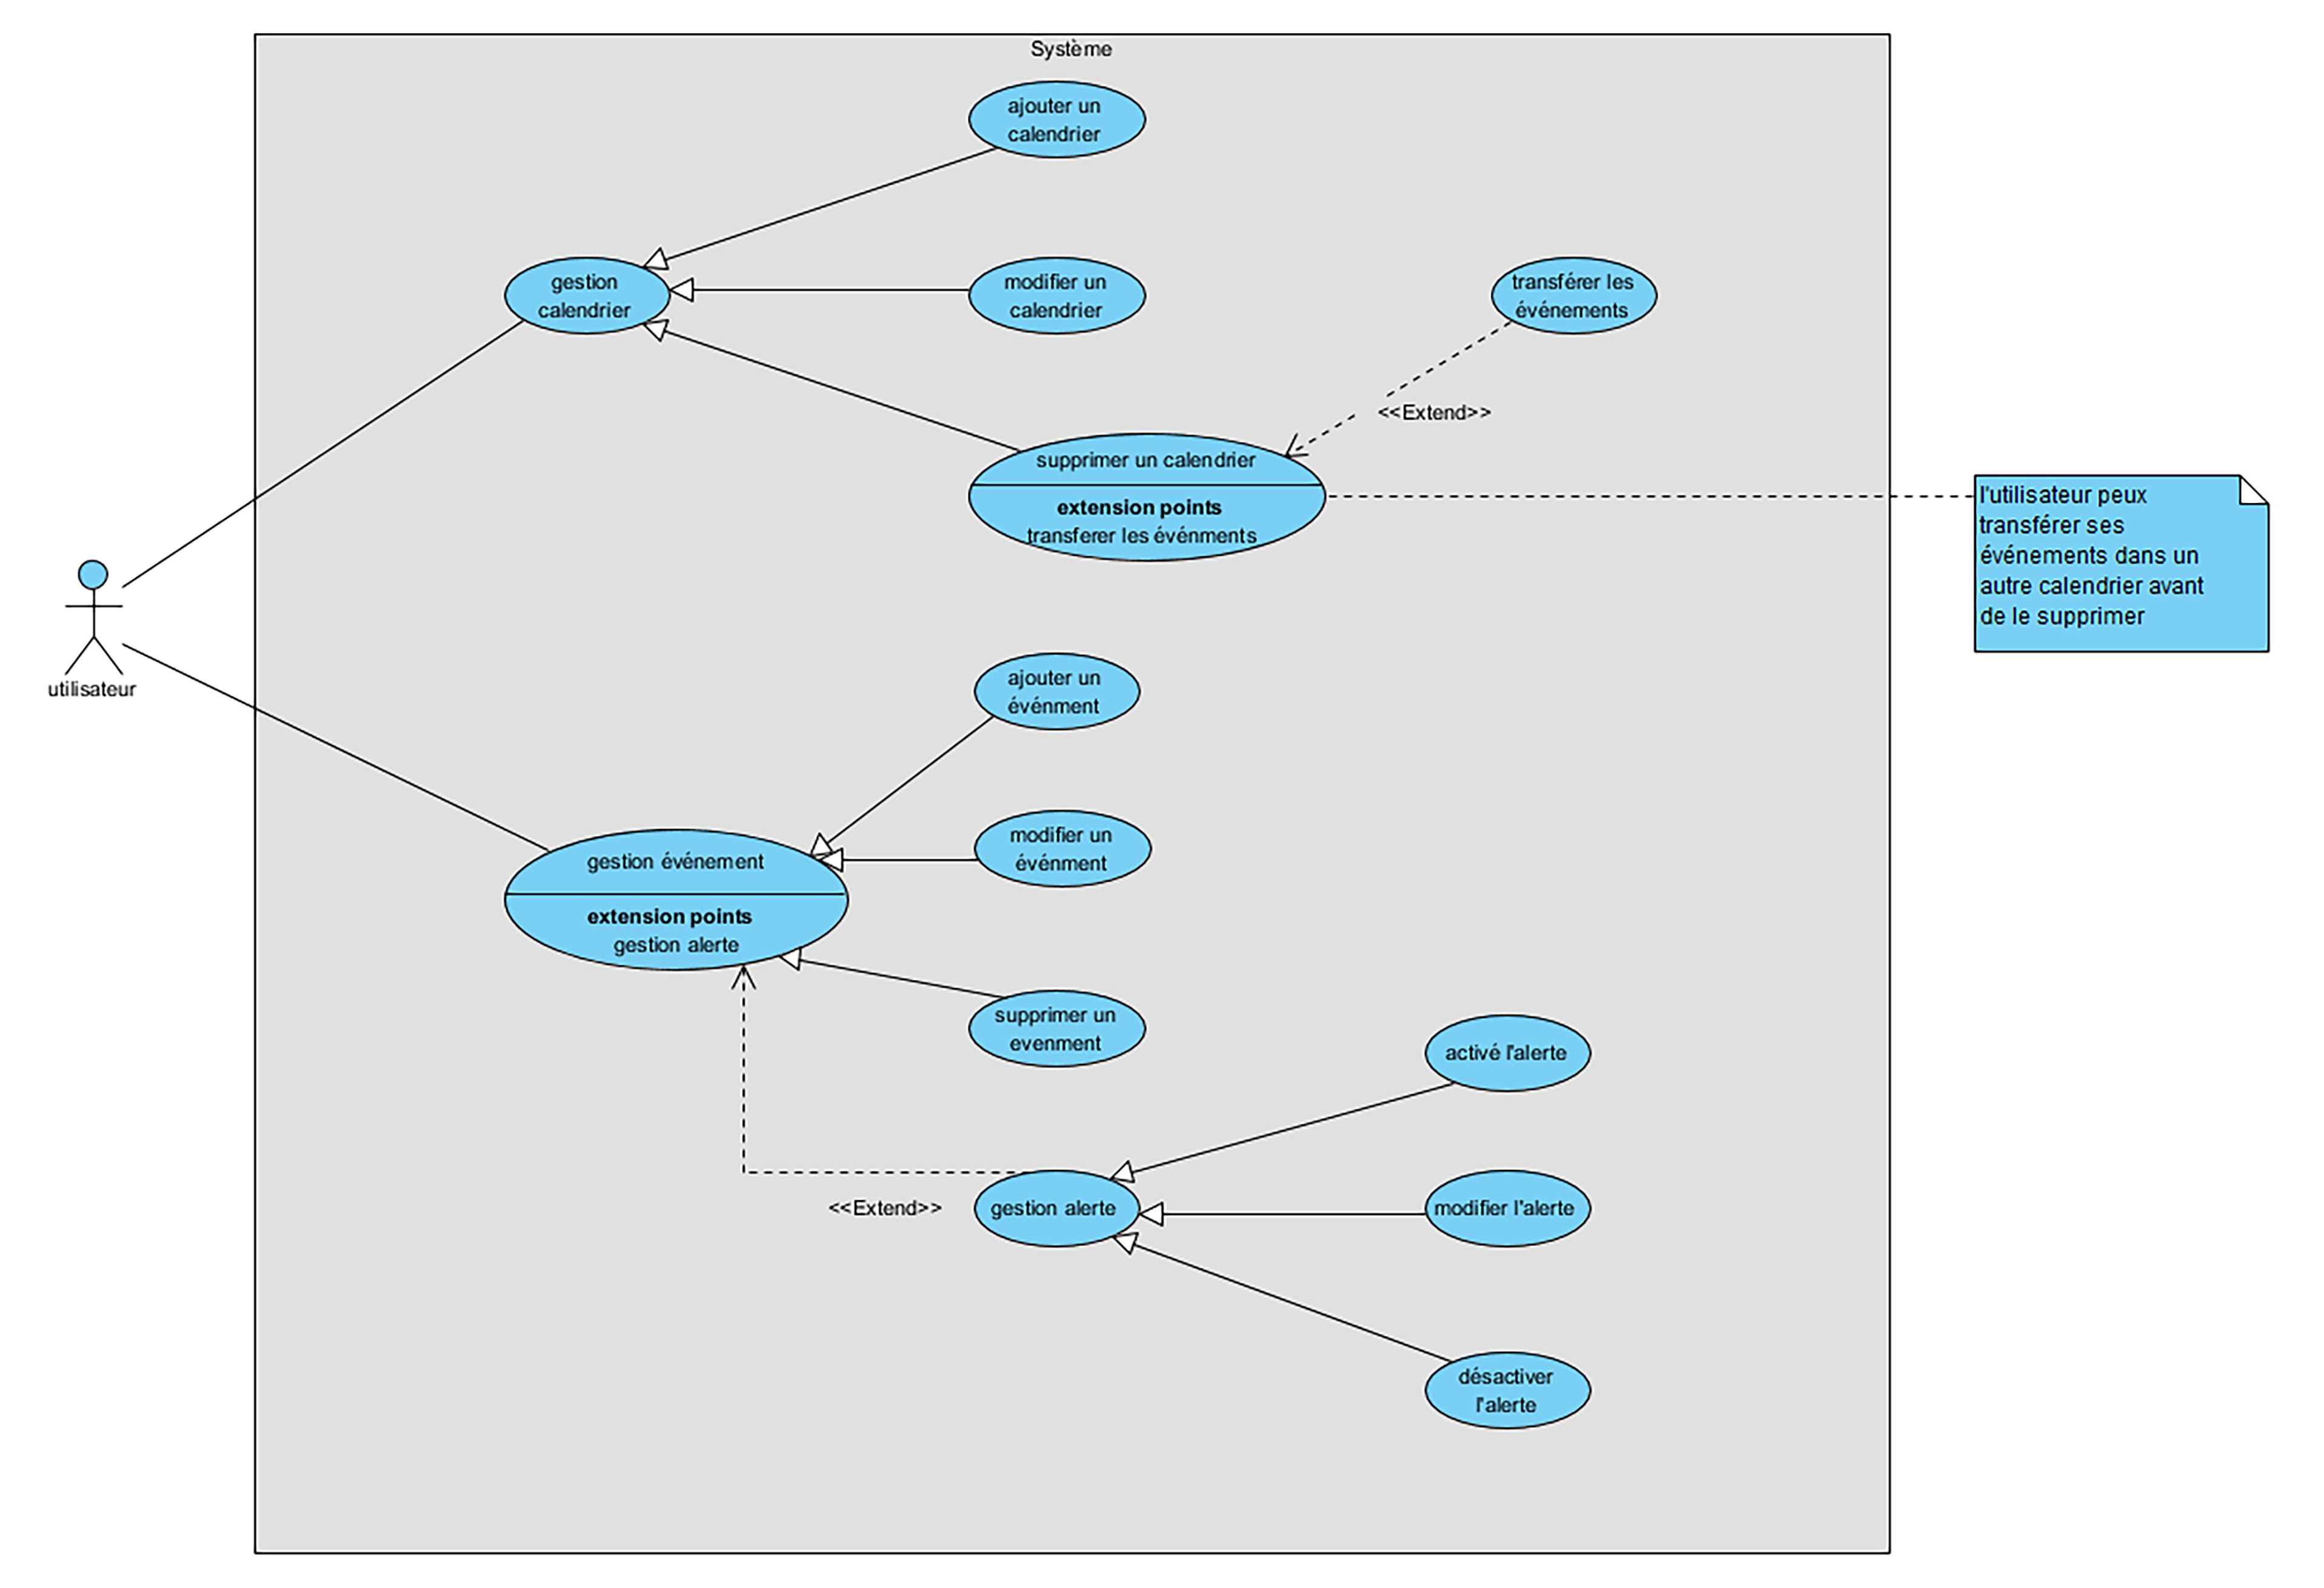 Système
ajouter un
calendrier
gestion
calendrier
modifier un
calendrier
transférer les
événements
<<Extend>>
supprimer un calendrier
extension points
transferer les événments
l'utilisateur peux
transférer ses
événements dans un
autre calendrier avant
de le supprimer
utilisateur
ajouter un
événment
modifier un
événment
gestion événement
extension points
gestion alerte
supprimer un
evenment
activé l'alerte
<<Extend>>
gestion alerte
modifier l'alerte
désactiver
l'alerte